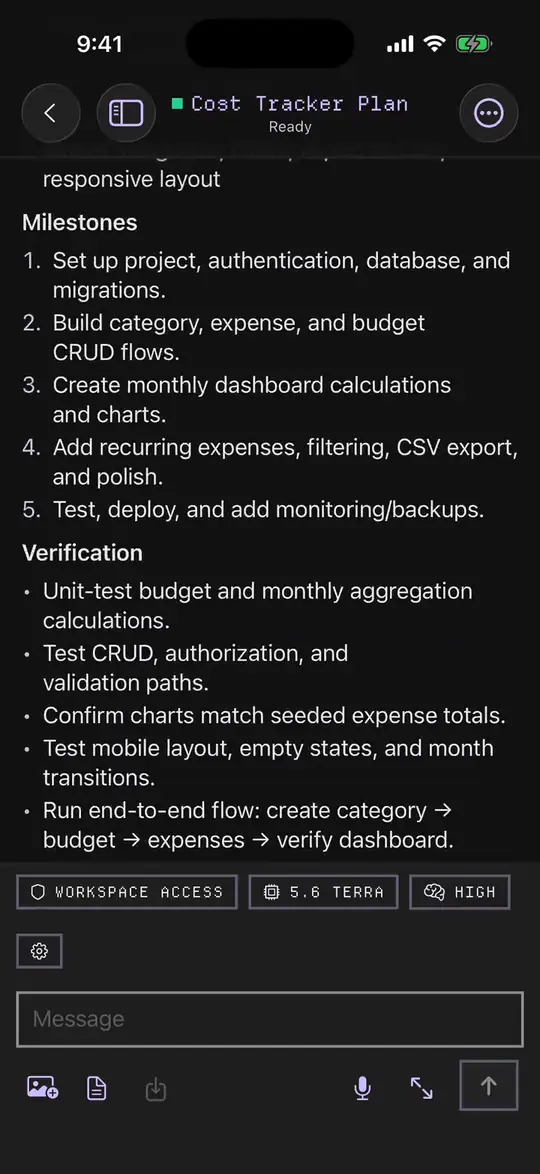 9:41
Cost Tracker Plan
Ready
responsive layout
Milestones
1. Set up project, authentication, database, and
migrations.
2. Build category, expense, and budget
CRUD flows.
3. Create monthly dashboard calculations
and charts.
4. Add recurring expenses, filtering, CSV export,
and polish.
5. Test, deploy, and add monitoring/backups.
Verification
• Unit-test budget and monthly aggregation
calculations.
• Test CRUD, authorization, and
validation paths.
• Confirm charts match seeded expense totals.
• Test mobile layout, empty states, and month
transitions.
• Run end-to-end flow: create category →
budget → expenses → verify dashboard.
WORKSPACE ACCESS
5.6 TERRA
HIGH
Message